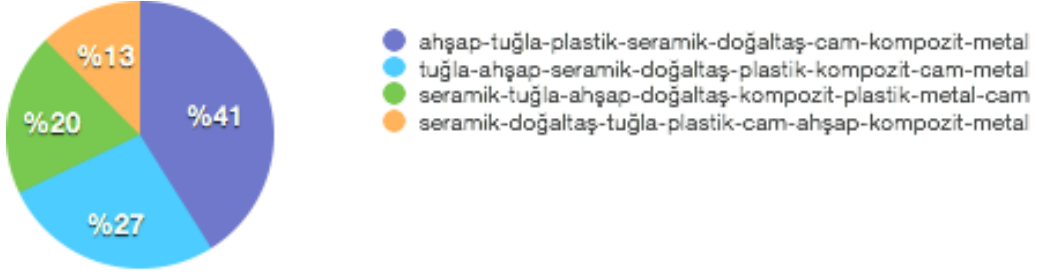 %13
%41
%20
%27
ahşap-tuğla-plastik-seramik-doğaltaş-cam-kompozit-metal
tuğla-ahşap-seramik-doğaltaş-plastik-kompozit-cam-metal
seramik-tuğla-ahşap-doğaltaş-kompozit-plastik-metal-cam
seramik-doğaltaş-tuğla-plastik-cam-ahşap-kompozit-metal